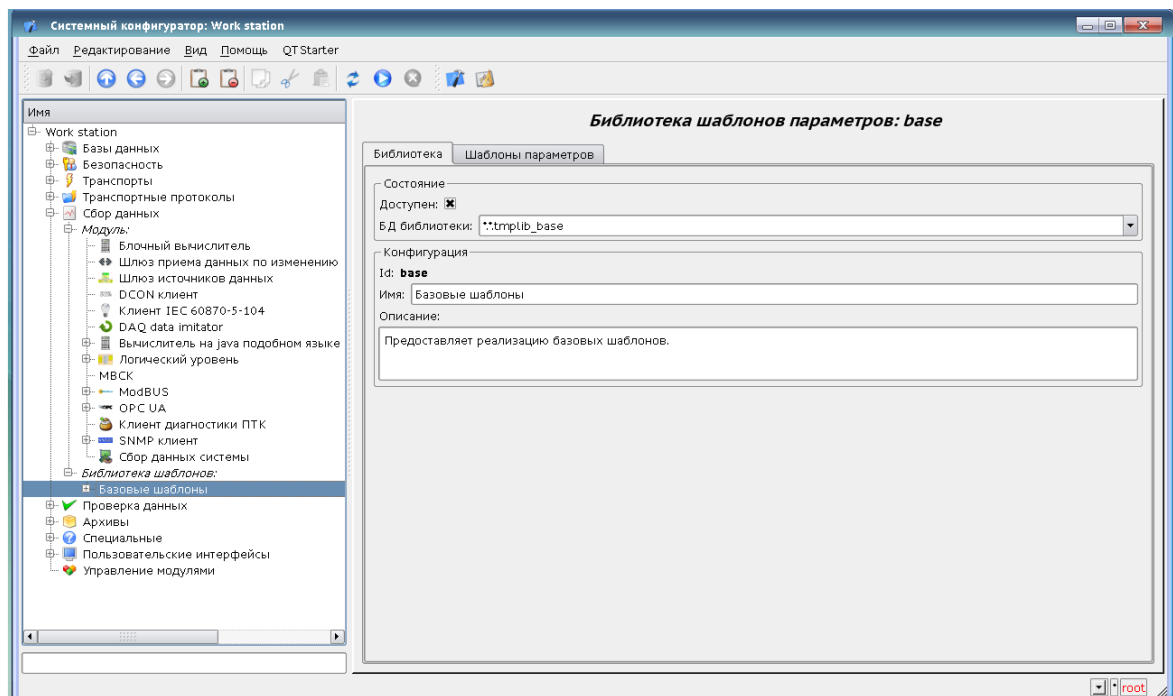 Системный конфигуратор: Work station
Файл Редактирование Вид Помощь QTStarter
Имя
Work station
Базы данных
Безопасность
Транспорты
Транспортные протоколы
Сбор данных
Модуль:
Блочный вычислитель
Шлюз приема данных по изменению
Шлюз источников данных
DCON клиент
Клиент IEC 60870-5-104
DAQ data imitator
Вычислитель на java подобном языке
Логический уровень
МВСК
ModBUS
OPC UA
Клиент диагностики ПТК
SNMP клиент
Сбор данных системы
Библиотека шаблонов:
Базовые шаблоны
Проверка данных
Архивы
Специальные
Пользовательские интерфейсы
Управление модулями
Библиотека шаблонов параметров: base
Библиотека Шаблоны параметров
Состояние
Доступен:
БД библиотеки: *.*.tmplib_base
Конфигурация
Id: base
Имя: Базовые шаблоны
Описание:
Предоставляет реализацию базовых шаблонов.
root